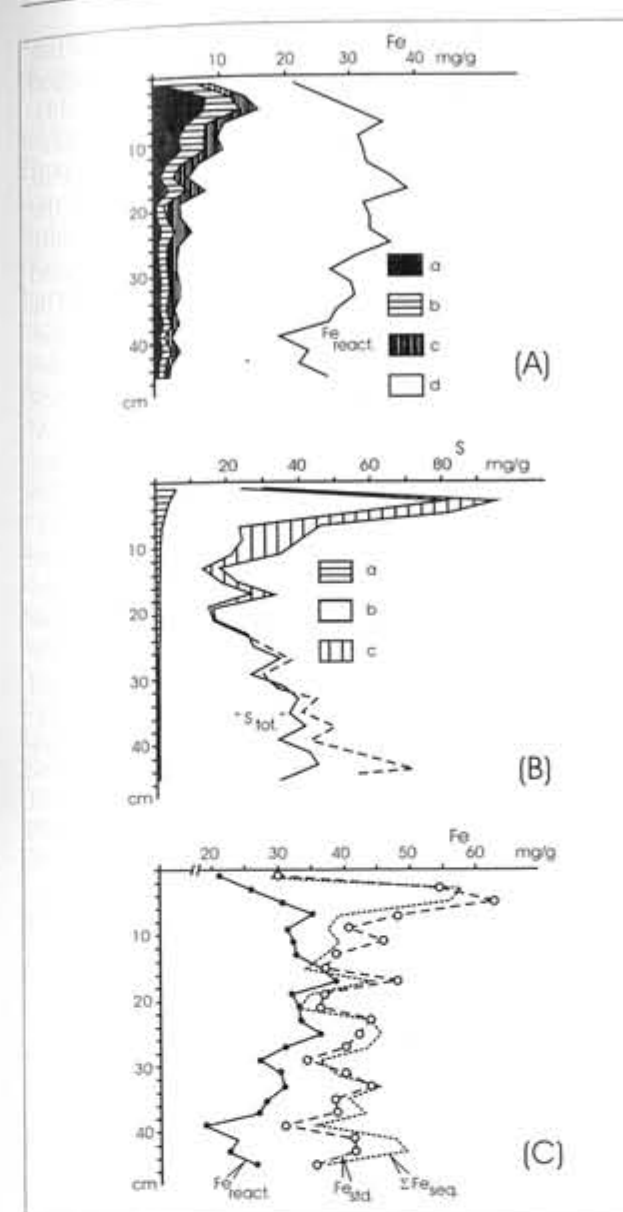 Fe
10 20 30 40 mg/g
10
20
30
40
cm
a
b
c
d
Fe react.
(A)
S
20 40 60 80 mg/g
10
20
30
40
cm
a
b
c
"S tot."
(B)
Fe
20 30 40 50 60 mg/g
10
20
30
40
cm
Fe react.
Fe std.
ΣFe seq.
(C)